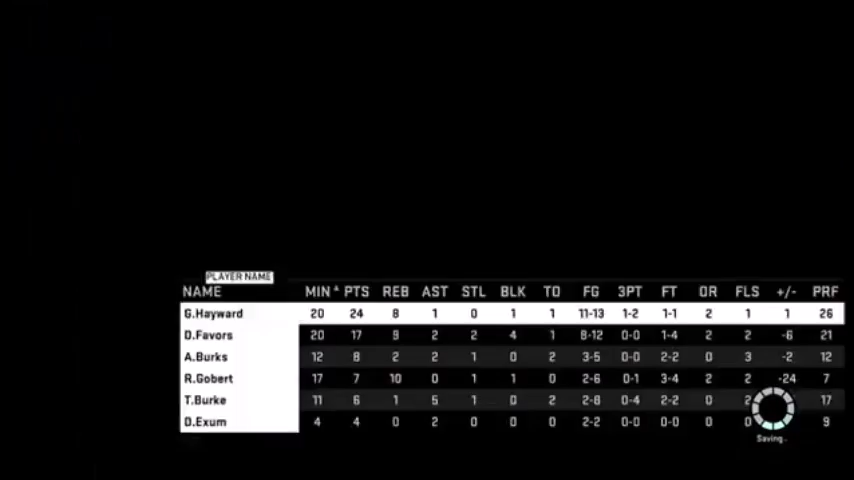 PLAYER NAME
NAME MIN PTS REB AST STL BLK TO FG 3PT FT OR FLS +/- PRF
G.Hayward 20 24 8 1 0 1 1 11-13 1-2 1-1 2 1 1 26
D.Favors 20 17 9 2 2 4 1 8-12 0-0 1-4 2 2 -6 21
A.Burks 12 8 2 2 1 0 2 3-5 0-0 2-2 0 3 -2 12
R.Gobert 17 7 10 0 1 1 0 2-6 0-1 3-4 2 2 -24 7
T.Burke 11 6 1 5 1 0 2 2-8 0-4 2-2 0 2 17
D.Exum 4 4 0 2 0 0 0 2-2 0-0 0-0 0 0 9
Saving..